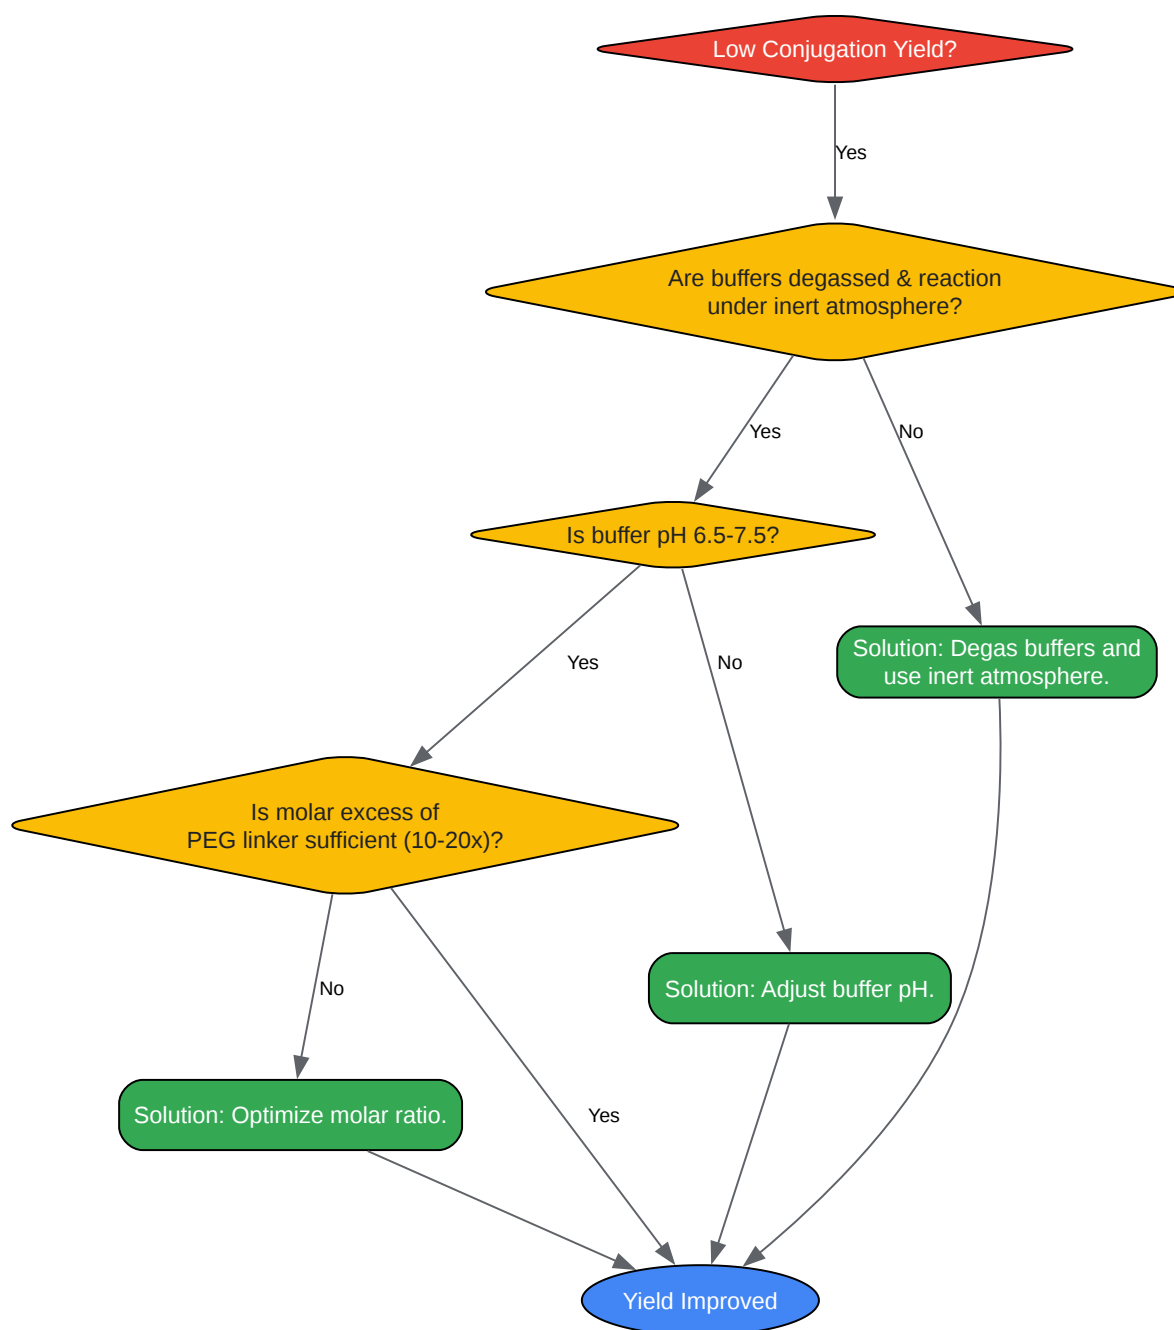 Low Conjugation Yield?
Yes
Are buffers degassed & reaction
under inert atmosphere?
Yes
No
Is buffer pH 6.5-7.5?
Solution: Degas buffers and
use inert atmosphere.
Yes
No
Is molar excess of
PEG linker sufficient (10-20x)?
No
Solution: Adjust buffer pH.
Solution: Optimize molar ratio.
Yes
Yield Improved